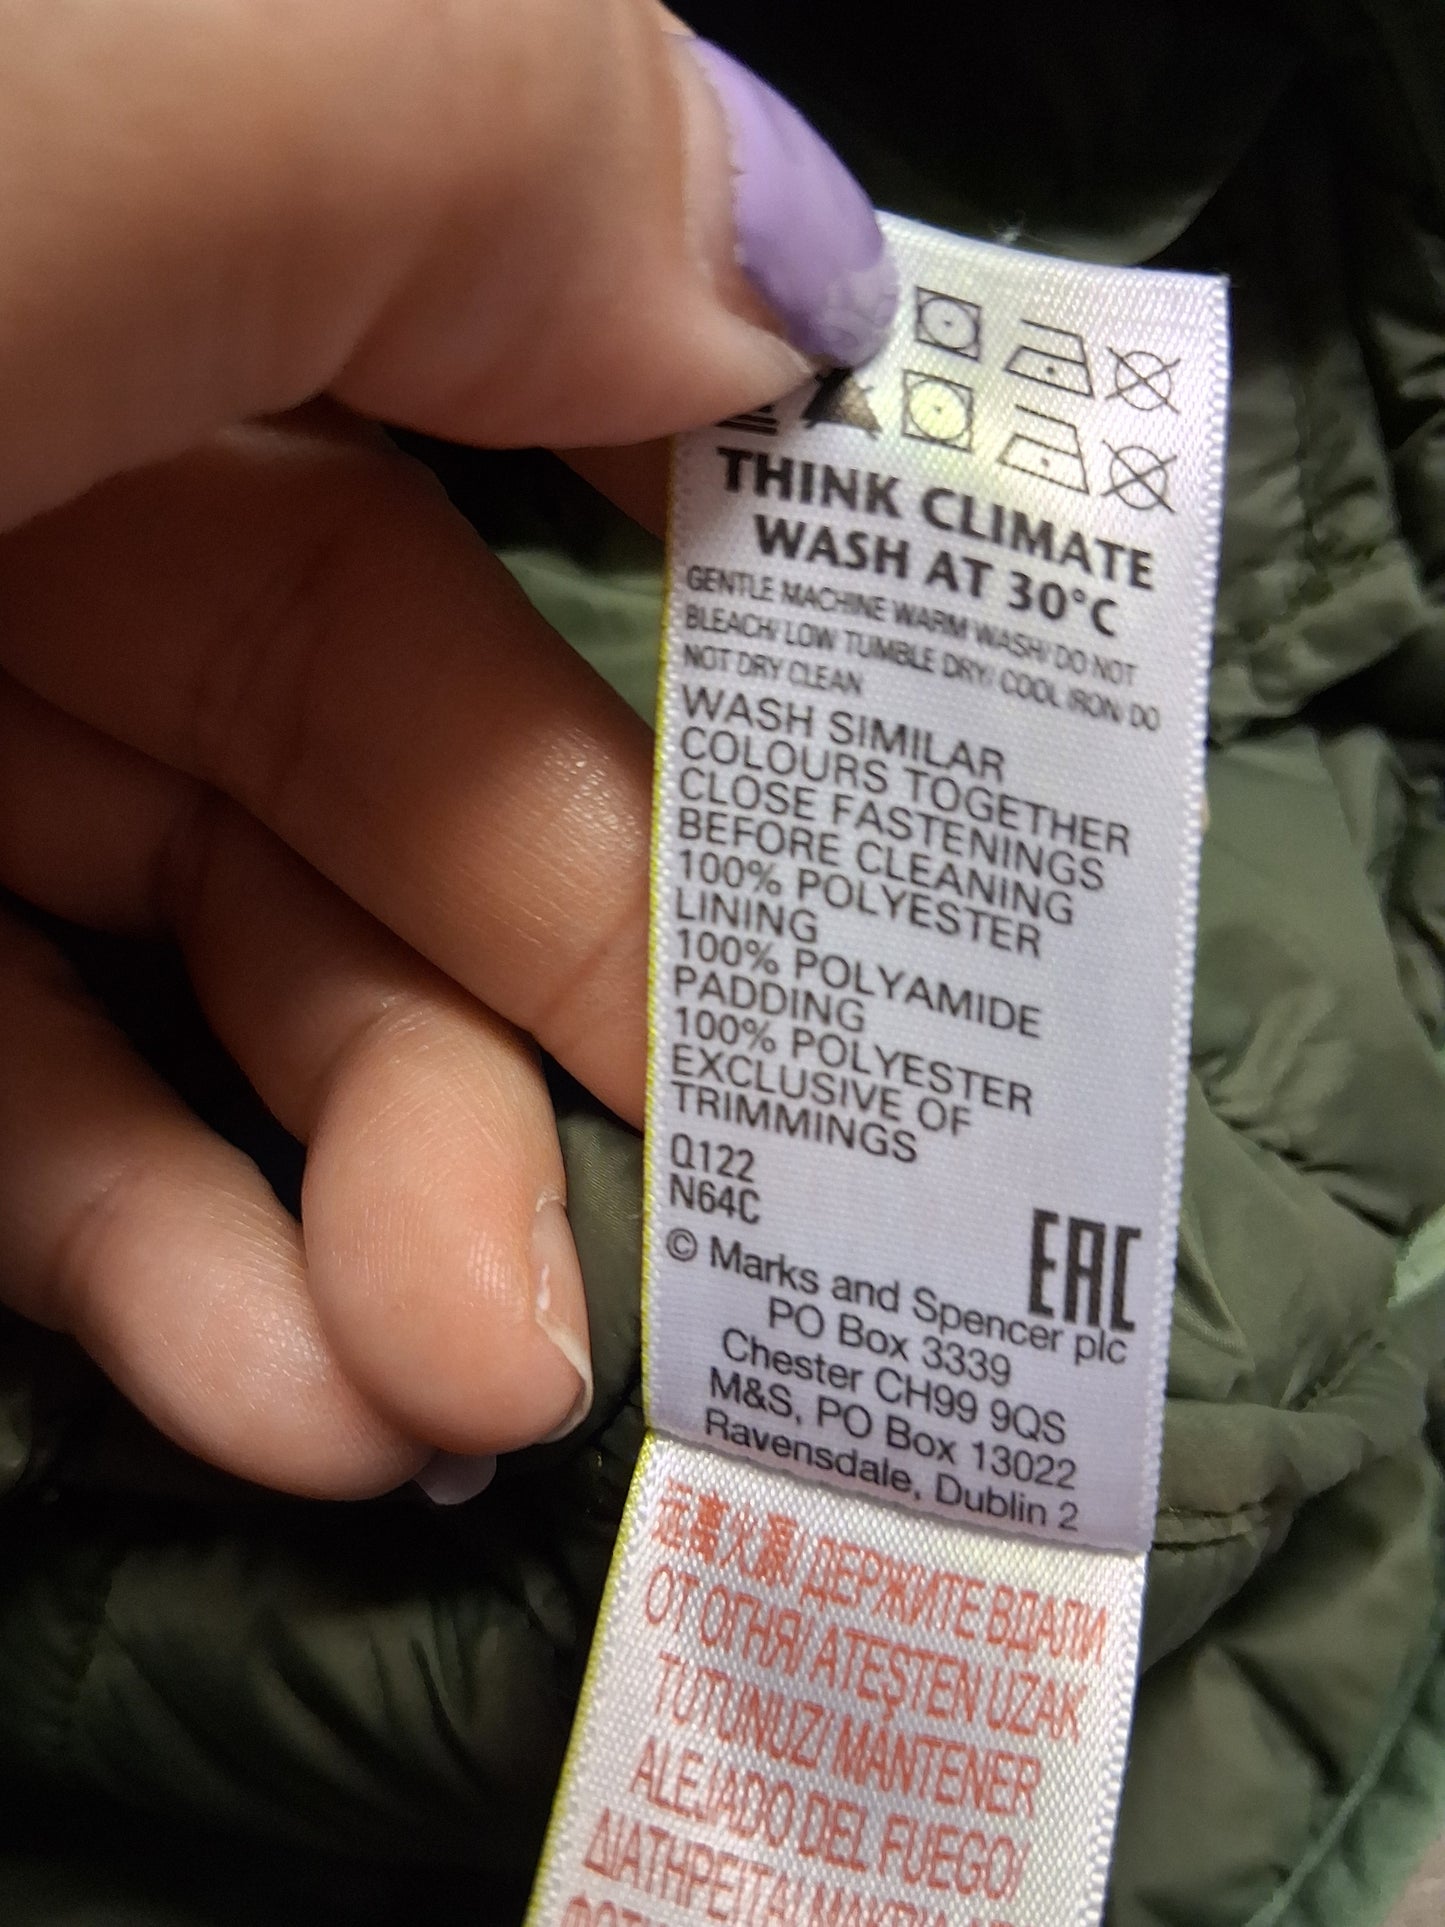 THINK CLIMATE
WASH AT 30°C
GENTLE MACHINE WARM WASH/ DO NOT
BLEACH/ LOW TUMBLE DRY/ COOL IRON/ DO
NOT DRY CLEAN
WASH SIMILAR
COLOURS TOGETHER
CLOSE FASTENINGS
BEFORE CLEANING
100% POLYESTER
LINING
100% POLYAMIDE
PADDING
100% POLYESTER
EXCLUSIVE OF
TRIMMINGS
Q122
N64C
EAC
© Marks and Spencer plc
PO Box 3339
Chester CH99 9QS
M&S, PO Box 13022
Ravensdale, Dublin 2
ДЕРЖИТЕ ВДАЛИ
ОТ ОГНЯ/ ATEŞTEN UZAK
TUTUNUZ/ MANTENER
ALEJADO DEL FUEGO/